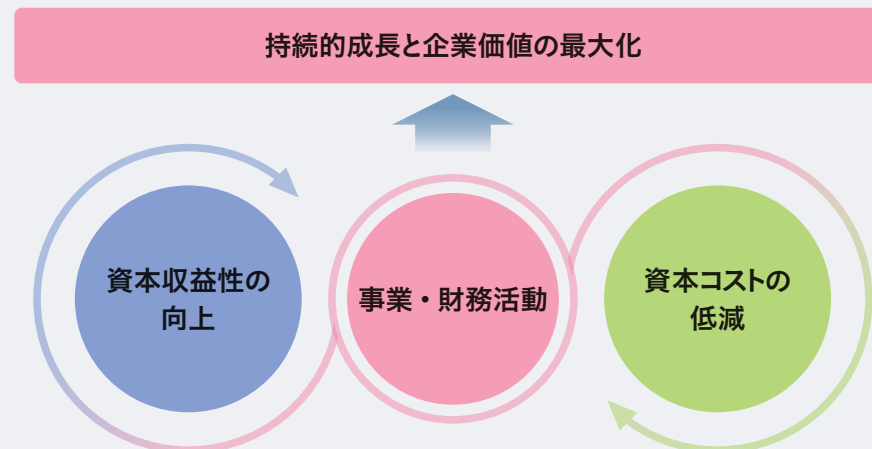 持続的成長と企業価値の最大化
資本収益性の
向上
事業・財務活動
資本コストの
低減